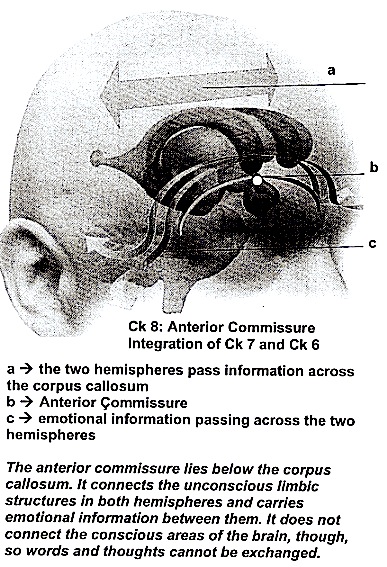 a
b
c
Ck 8: Anterior Commissure
Integration of Ck 7 and Ck 6
a → the two hemispheres pass information across
the corpus callosum
b → Anterior Çommissure
c → emotional information passing across the two
hemispheres
The anterior commissure lies below the corpus
callosum. It connects the unconscious limbic
structures in both hemispheres and carries
emotional information between them. It does not
connect the conscious areas of the brain, though,
so words and thoughts cannot be exchanged.